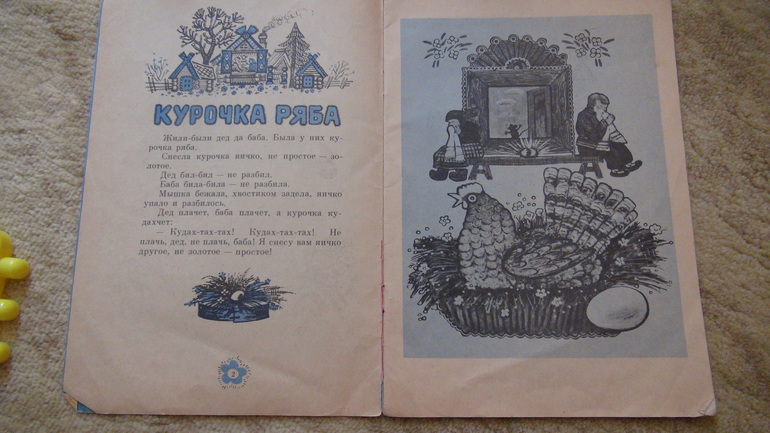 КУРОЧКА РЯБА
Жили-были дед да баба. Была у них ку-
рочка ряба.
Снесла курочка яичко, не простое — зо-
лотое.
Дед бил-бил — не разбил.
Баба била-била — не разбила.
Мышка бежала, хвостиком задела, яичко
упало и разбилось.
Дед плачет, баба плачет, а курочка ку-
дахчет:
— Кудах-тах-тах! Кудах-тах-тах! Не
плачь, дед, не плачь, баба! Я снесу вам яичко
другое, не золотое — простое!
2